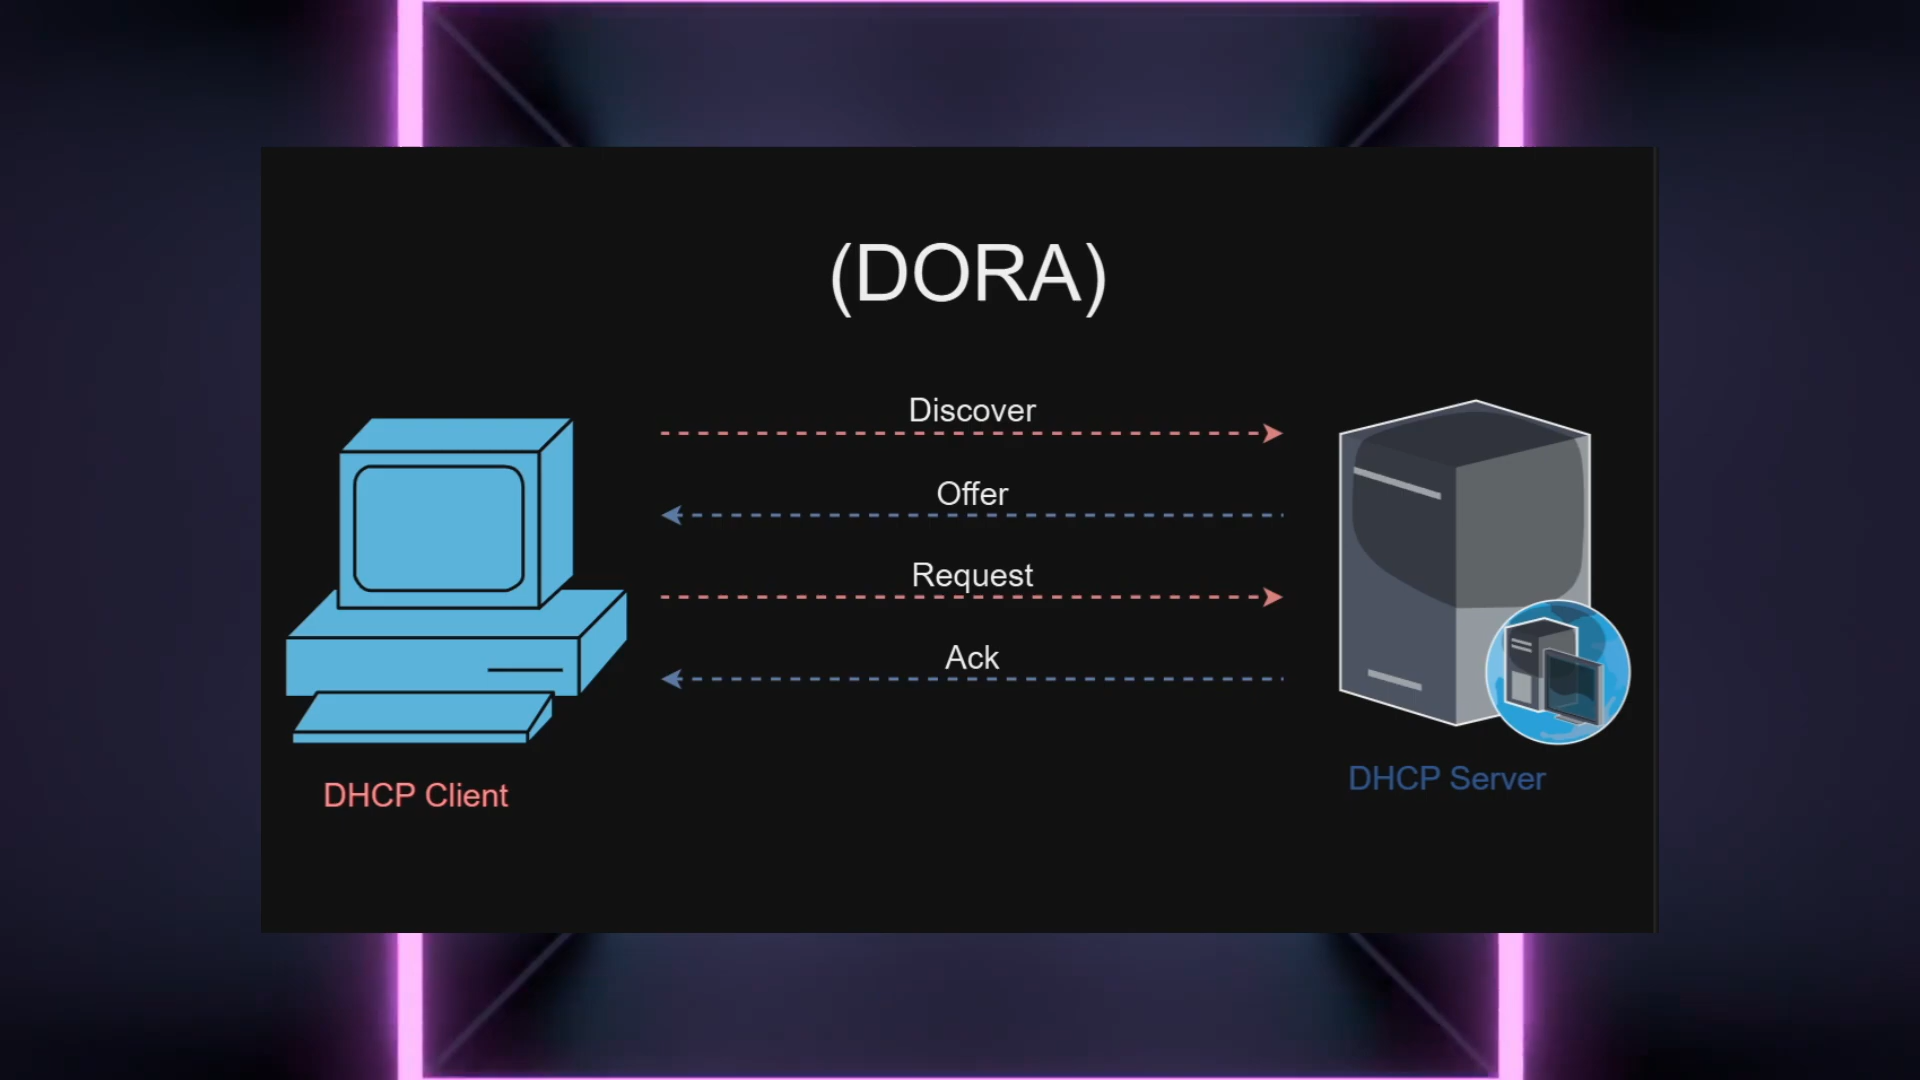 (DORA)
Discover
Offer
Request
Ack
DHCP Client
DHCP Server